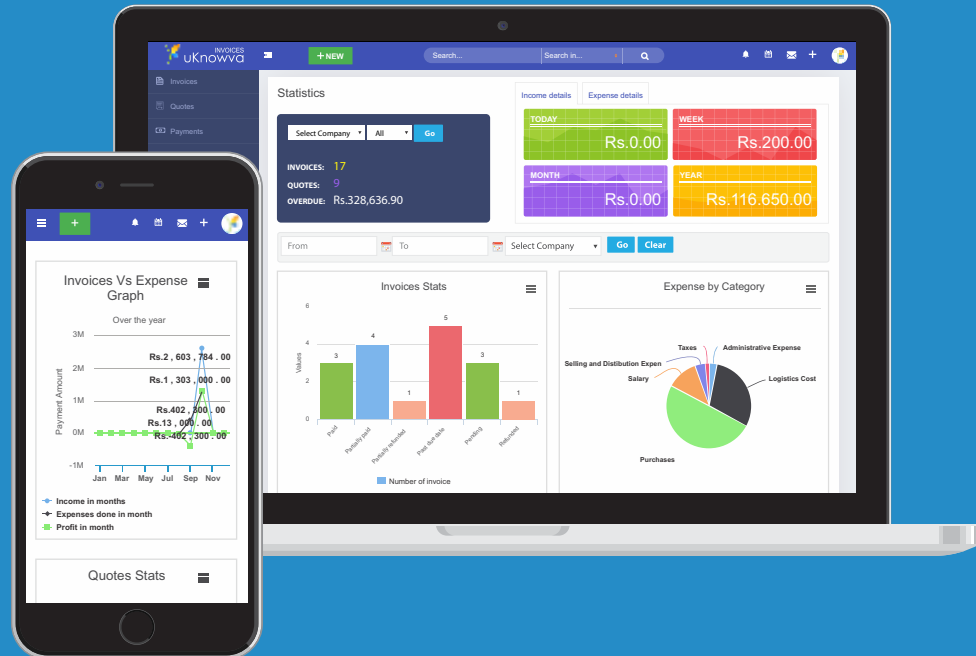 INVOICES
uKnowva
+ NEW
Search...
Search in...
Invoices
Quotes
Payments
Statistics
Income details
Expense details
Select Company
All
Go
INVOICES: 17
QUOTES: 9
OVERDUE: Rs.328,636.90
TODAY
Rs.0.00
WEEK
Rs.200.00
MONTH
Rs.0.00
YEAR
Rs.116.650.00
From
To
Select Company
Go
Clear
Invoices Stats
6
4
2
0
Values
3
4
1
5
3
1
Paid
Partially paid
Partially refunded
Past due date
Pending
Refunded
Number of invoice
Expense by Category
Taxes
Administrative Expense
Selling and Distibution Expen
Salary
Logistics Cost
Purchases
+
Invoices Vs Expense
Graph
Over the year
3M
2M
1M
0M
-1M
Payment Amount
Rs.2 , 603 , 784 . 00
Rs.1 , 303 , 000 . 00
Rs.402 , 300 . 00
Rs.13 , 000 . 00
Rs.-402 , 300 . 00
Jan Mar May Jul Sep Nov
Income in months
Expenses done in month
Profit in month
Quotes Stats